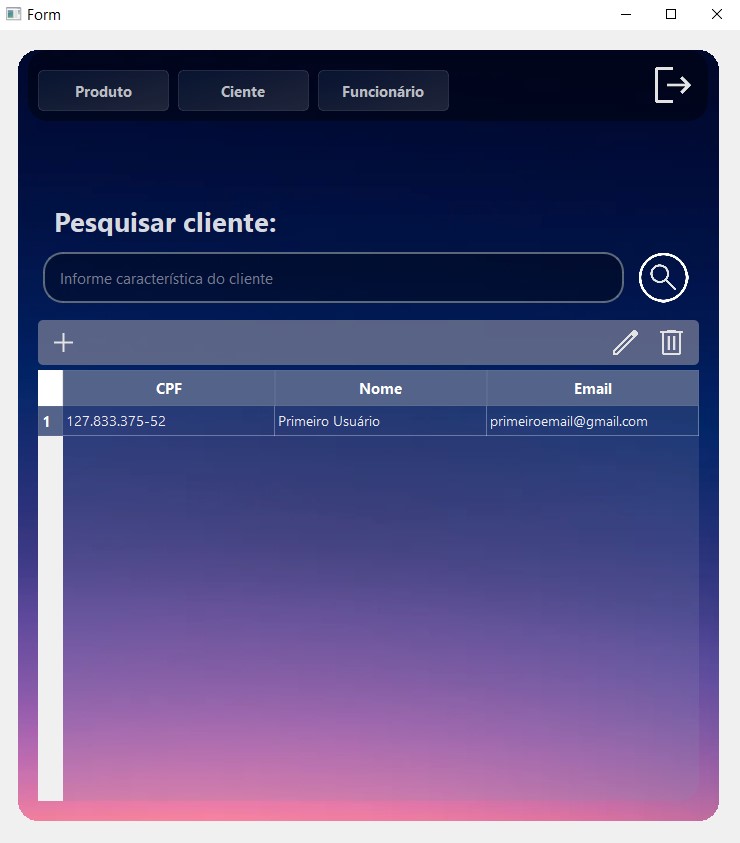 Form
Produto Ciente Funcionário
Pesquisar cliente:
Informe característica do cliente
CPF Nome Email
1 127.833.375-52 Primeiro Usuário primeiroemail@gmail.com